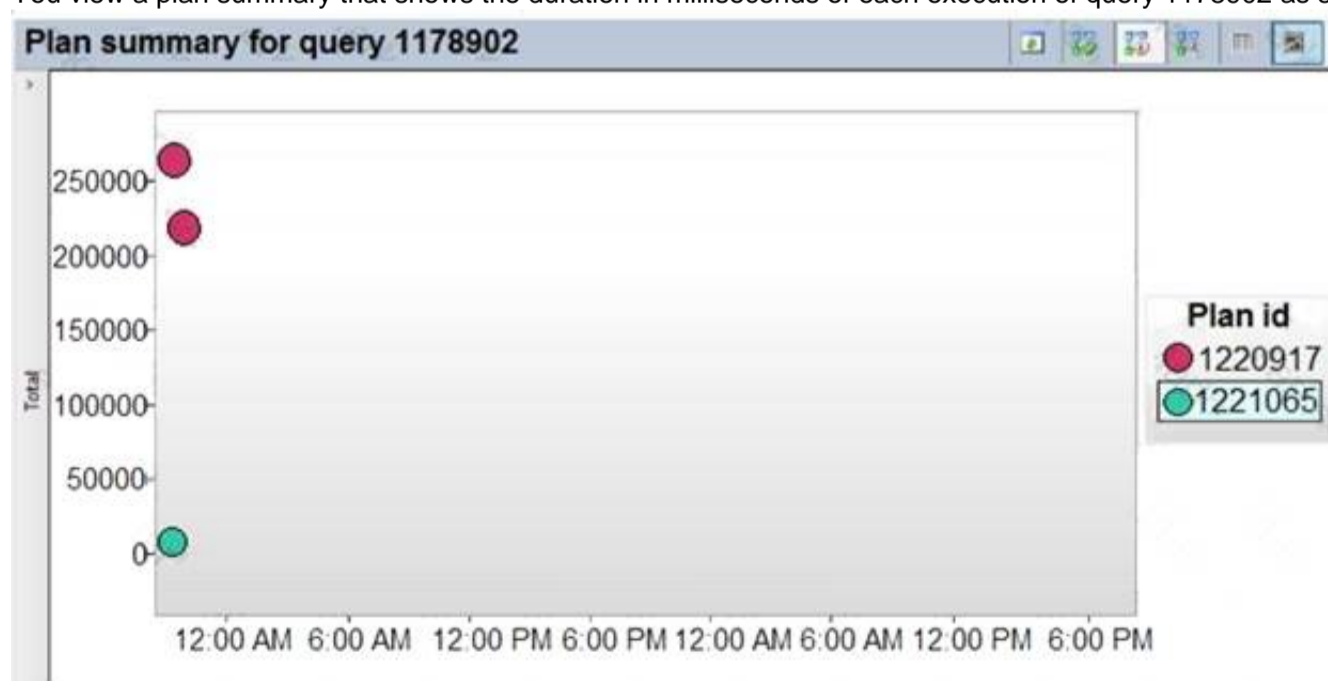 Plan summary for query 1178902
250000
200000
150000
100000
50000
0
Total
12:00 AM 6:00 AM 12:00 PM 6:00 PM 12:00 AM 6:00 AM 12:00 PM 6:00 PM
Plan id
1220917
1221065